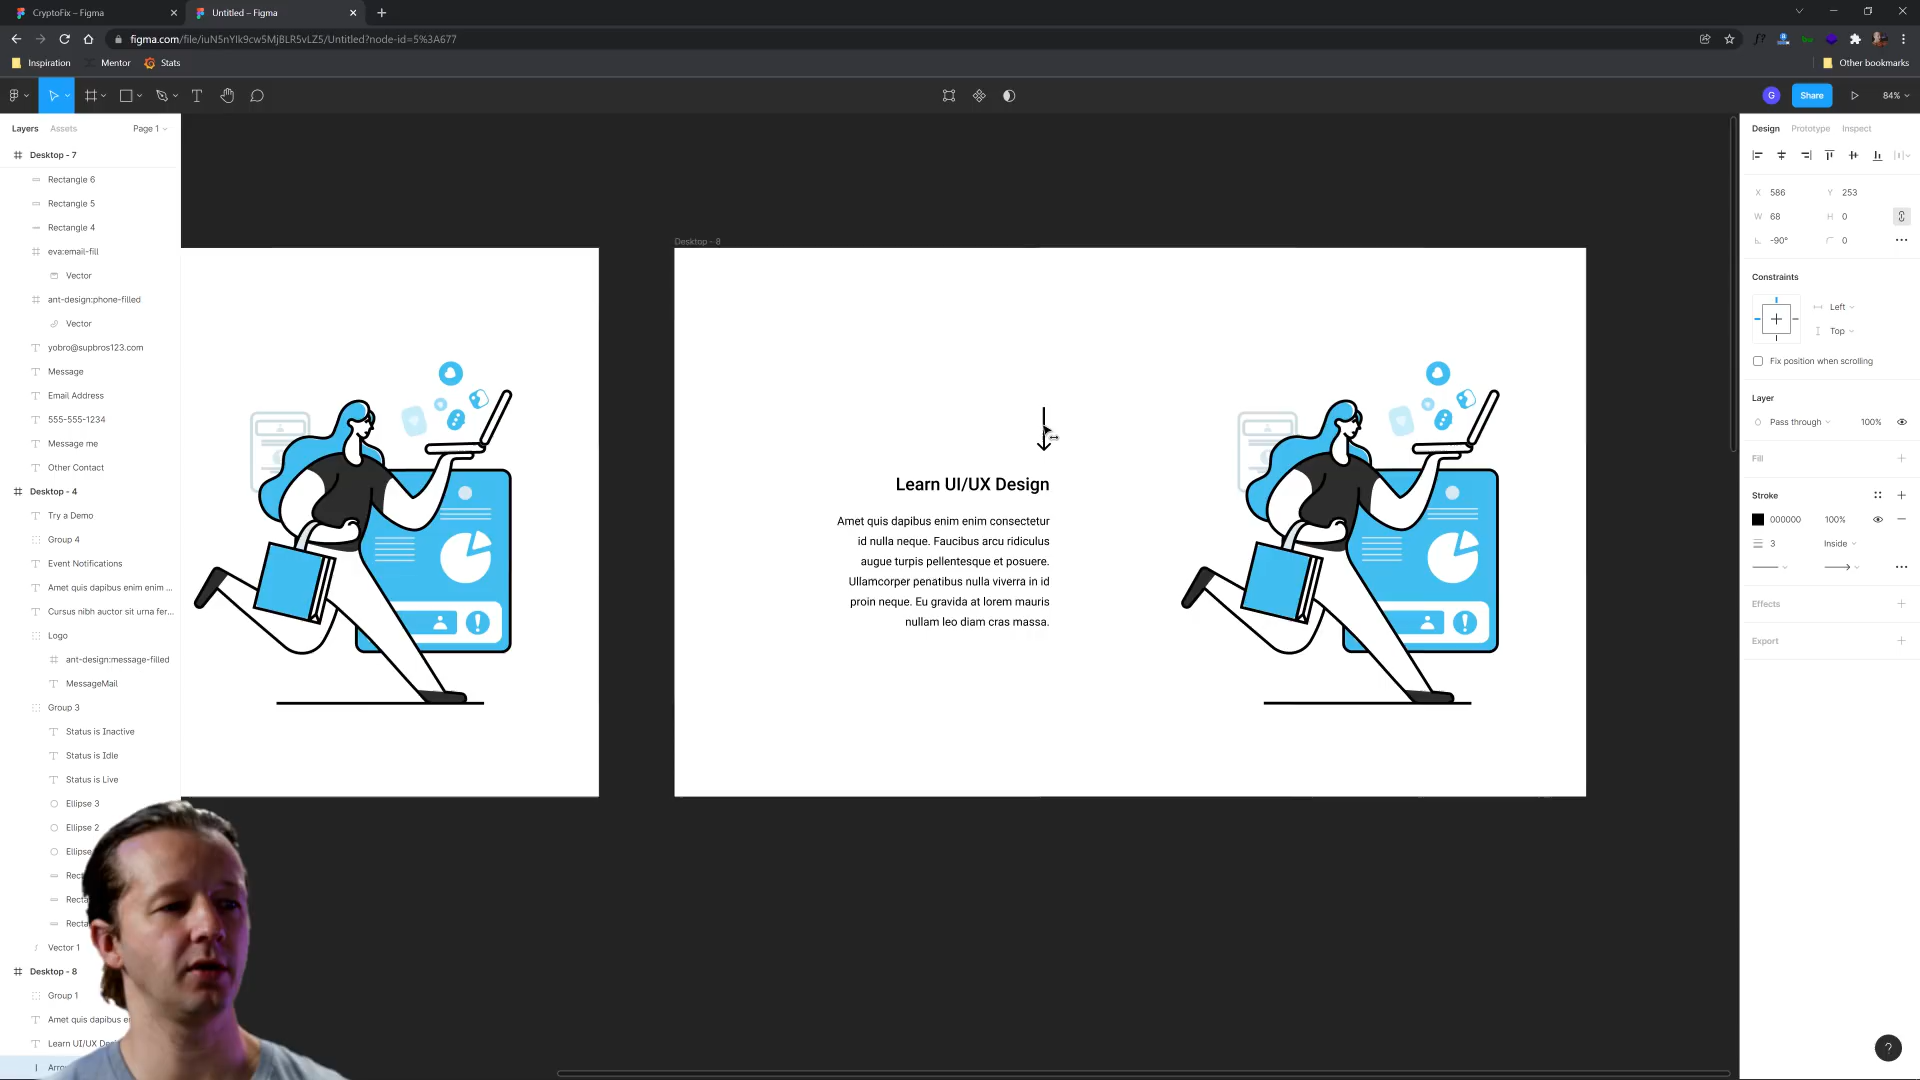 CryptoFix – Figma
Untitled – Figma
figma.com/file/iuN5nYIk9cw5MjBLR5vLZ5/Untitled?node-id=5%3A677
Inspiration
Mentor
Stats
Other bookmarks
G
Share
84%
Layers
Assets
Page 1
Desktop - 7
Rectangle 6
Rectangle 5
Rectangle 4
eva:email-fill
Vector
ant-design:phone-filled
Vector
yobro@supbros123.com
Message
Email Address
555-555-1234
Message me
Other Contact
Desktop - 4
Try a Demo
Group 4
Event Notifications
Amet quis dapibus enim enim ...
Cursus nibh auctor sit urna fer...
Logo
ant-design:message-filled
MessageMail
Group 3
Status is Inactive
Status is Idle
Status is Live
Ellipse 3
Ellipse 2
Ellipse
Vector 1
Desktop - 8
Group 1
Amet quis dapibus
Learn UI/UX
Desktop - 8
Learn UI/UX Design
Amet quis dapibus enim enim consectetur
id nulla neque. Faucibus arcu ridiculus
augue turpis pellentesque et posuere.
Ullamcorper penatibus nulla viverra in id
proin neque. Eu gravida at lorem mauris
nullam leo diam cras massa.
Design
Prototype
Inspect
X 586
Y 253
W 68
H 0
-90°
0
Constraints
Left
Top
Fix position when scrolling
Layer
Pass through
100%
Fill
Stroke
000000
100%
3
Inside
Effects
Export
?